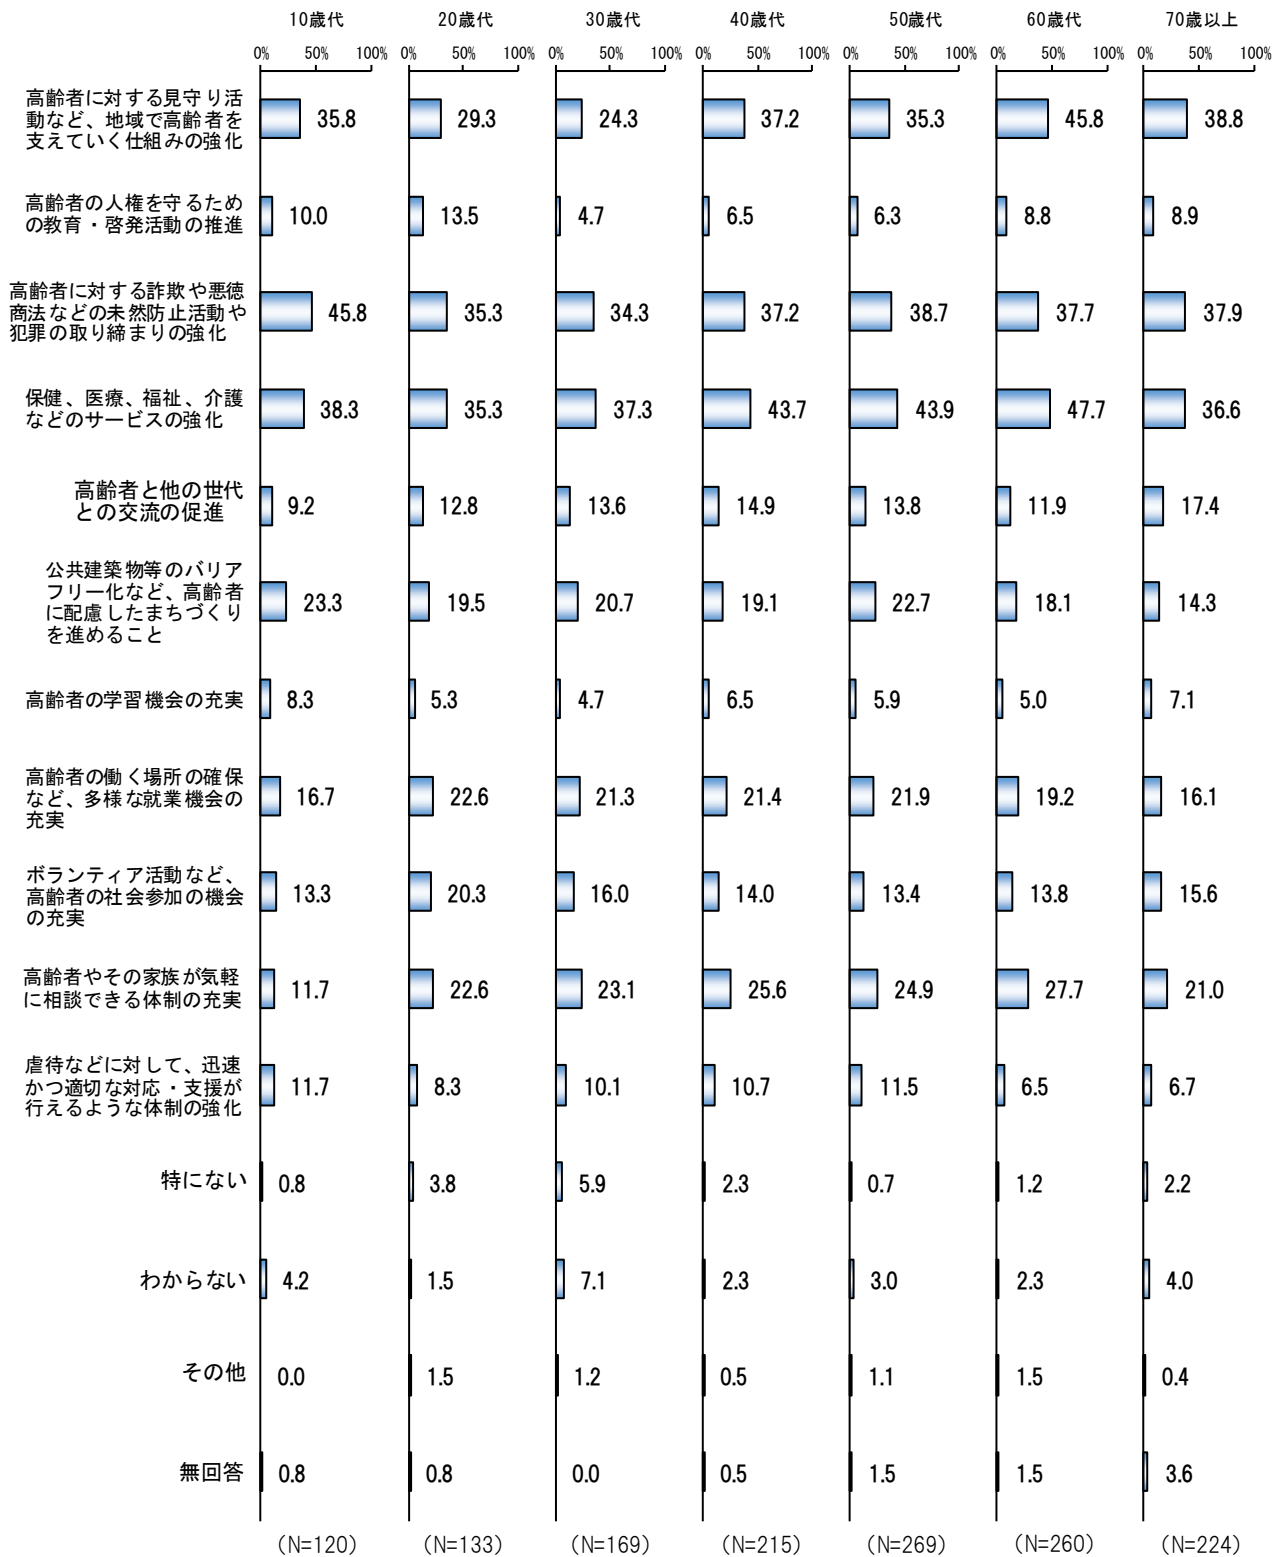 10歳代 20歳代 30歳代 40歳代 50歳代 60歳代 70歳以上
0% 50% 100% 0% 50% 100% 0% 50% 100% 0% 50% 100% 0% 50% 100% 0% 50% 100% 0% 50% 100%
高齢者に対する見守り活
動など、地域で高齢者を
支えていく仕組みの強化
35.8 29.3 24.3 37.2 35.3 45.8 38.8
高齢者の人権を守るため
の教育・啓発活動の推進
10.0 13.5 4.7 6.5 6.3 8.8 8.9
高齢者に対する詐欺や悪徳
商法などの未然防止活動や
犯罪の取り締まりの強化
45.8 35.3 34.3 37.2 38.7 37.7 37.9
保健、医療、福祉、介護
などのサービスの強化
38.3 35.3 37.3 43.7 43.9 47.7 36.6
高齢者と他の世代
との交流の促進
9.2 12.8 13.6 14.9 13.8 11.9 17.4
公共建築物等のバリア
フリー化など、高齢者
に配慮したまちづくり
を進めること
23.3 19.5 20.7 19.1 22.7 18.1 14.3
高齢者の学習機会の充実
8.3 5.3 4.7 6.5 5.9 5.0 7.1
高齢者の働く場所の確保
など、多様な就業機会の
充実
16.7 22.6 21.3 21.4 21.9 19.2 16.1
ボランティア活動など、
高齢者の社会参加の機会
の充実
13.3 20.3 16.0 14.0 13.4 13.8 15.6
高齢者やその家族が気軽
に相談できる体制の充実
11.7 22.6 23.1 25.6 24.9 27.7 21.0
虐待などに対して、迅速
かつ適切な対応・支援が
行えるような体制の強化
11.7 8.3 10.1 10.7 11.5 6.5 6.7
特にない
0.8 3.8 5.9 2.3 0.7 1.2 2.2
わからない
4.2 1.5 7.1 2.3 3.0 2.3 4.0
その他
0.0 1.5 1.2 0.5 1.1 1.5 0.4
無回答
0.8 0.8 0.0 0.5 1.5 1.5 3.6
（N=120） （N=133） （N=169） （N=215） （N=269） （N=260） （N=224）